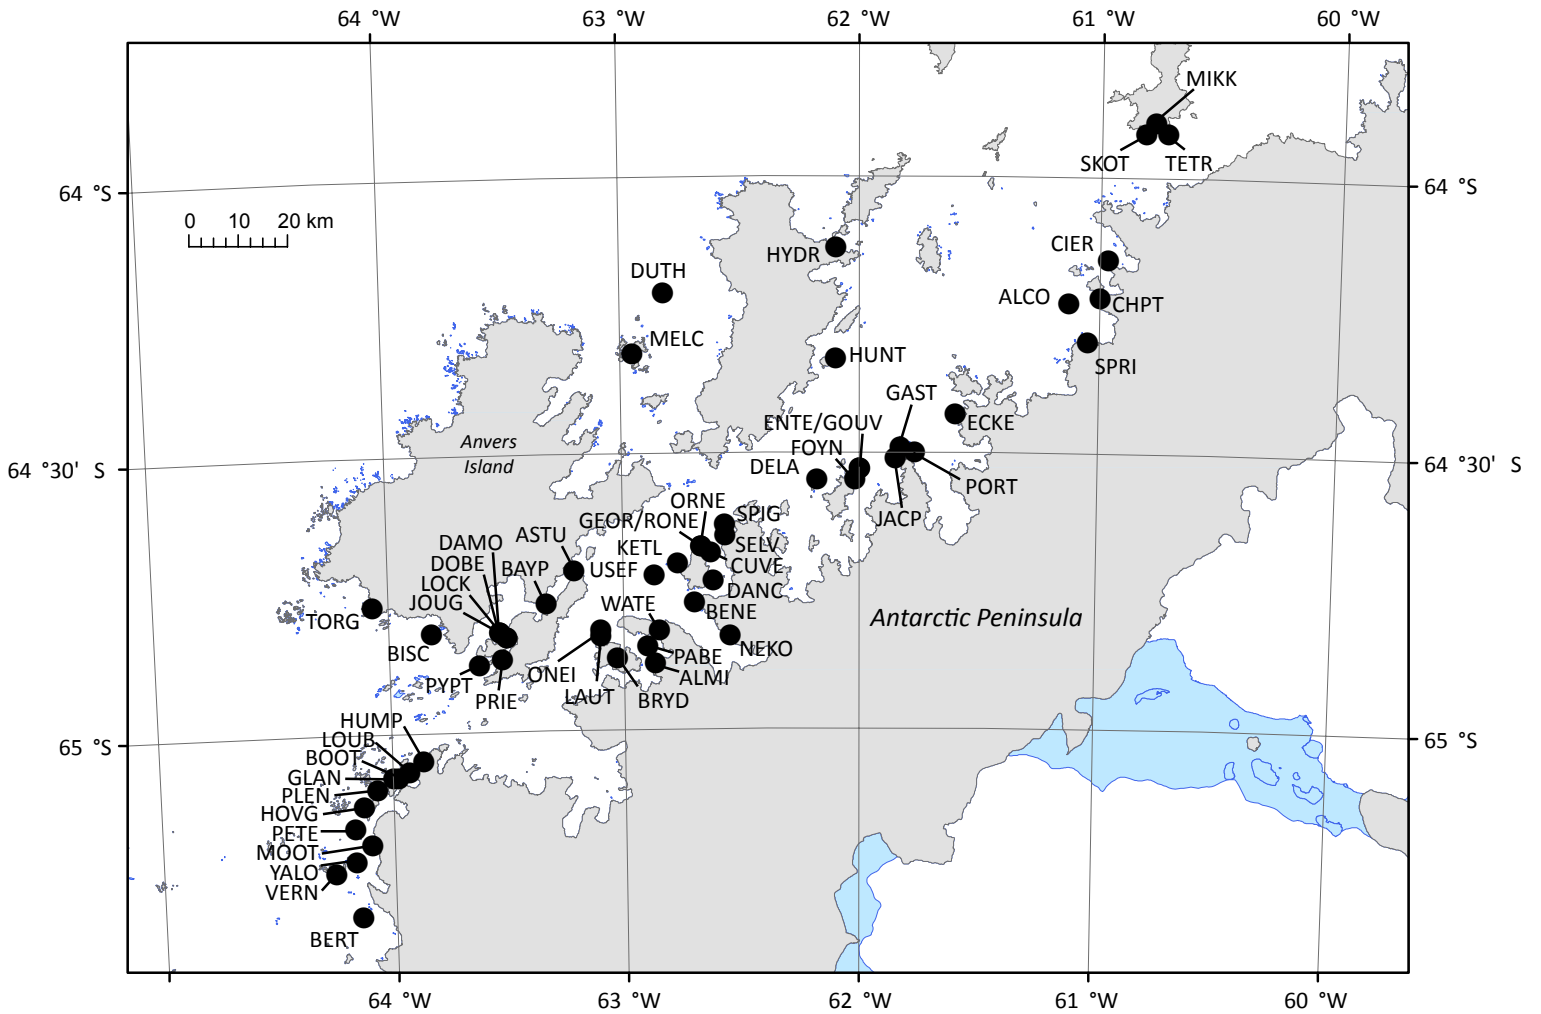 64 °W 63 °W 62 °W 61 °W 60 °W
MIKK
SKOT TETR
64 °S 64 °S
0 10 20 km
HYDR
CIER
DUTH
ALCO
CHPT
MELC
HUNT
SPRI
GAST
ENTE/GOUV
ECKE
FOYN
Anvers
Island
DELA
64 °30' S 64 °30' S
PORT
JACP
ORNE
SPIG
GEOR/RONE
ASTU
DAMO
KETL
SELV
DOBE
BAYP
USEF
CUVE
LOCK
DANC
JOUG
WATE
BENE
Antarctic Peninsula
TORG
BISC
NEKO
PABE
ONEI
ALMI
PYPT
LAUT
BRYD
PRIE
HUMP
LOUB
65 °S 65 °S
BOOT
GLAN
PLEN
HOVG
PETE
MOOT
YALO
VERN
BERT
64 °W 63 °W 62 °W 61 °W 60 °W